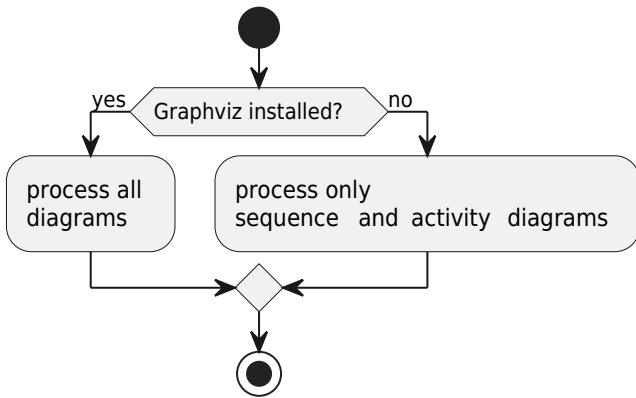 yes
Graphviz installed?
no
process all
diagrams
process only
sequence and activity diagrams